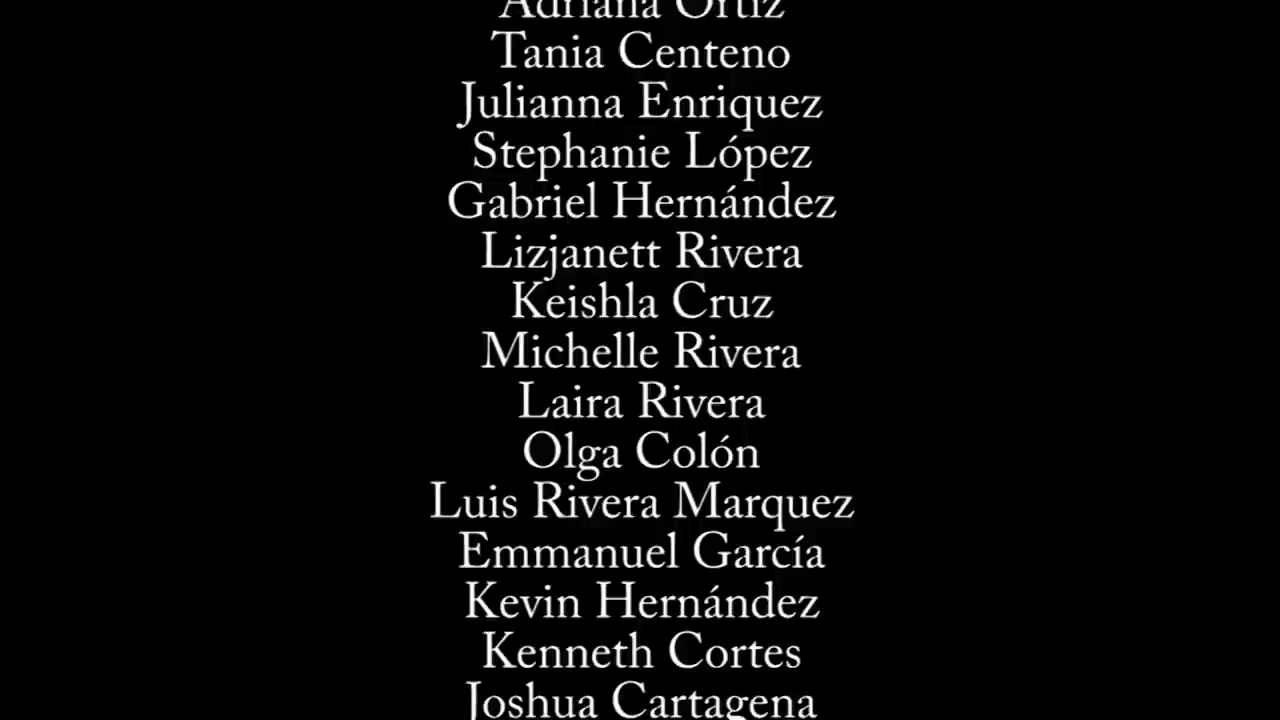 Adriana Ortiz
Tania Centeno
Julianna Enriquez
Stephanie López
Gabriel Hernández
Lizjanett Rivera
Keishla Cruz
Michelle Rivera
Laira Rivera
Olga Colón
Luis Rivera Marquez
Emmanuel García
Kevin Hernández
Kenneth Cortes
Joshua Cartagena